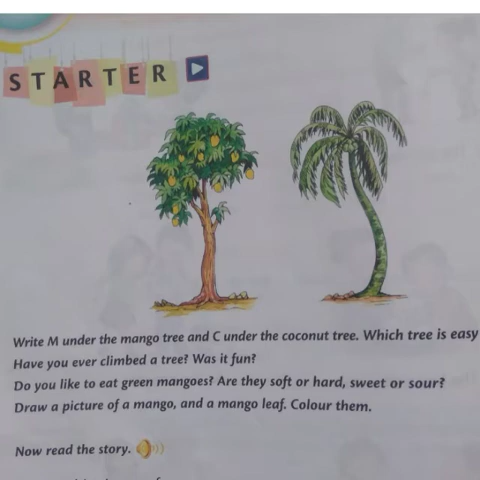 STARTER
Write M under the mango tree and C under the coconut tree. Which tree is easy
Have you ever climbed a tree? Was it fun?
Do you like to eat green mangoes? Are they soft or hard, sweet or sour?
Draw a picture of a mango, and a mango leaf. Colour them.
Now read the story.